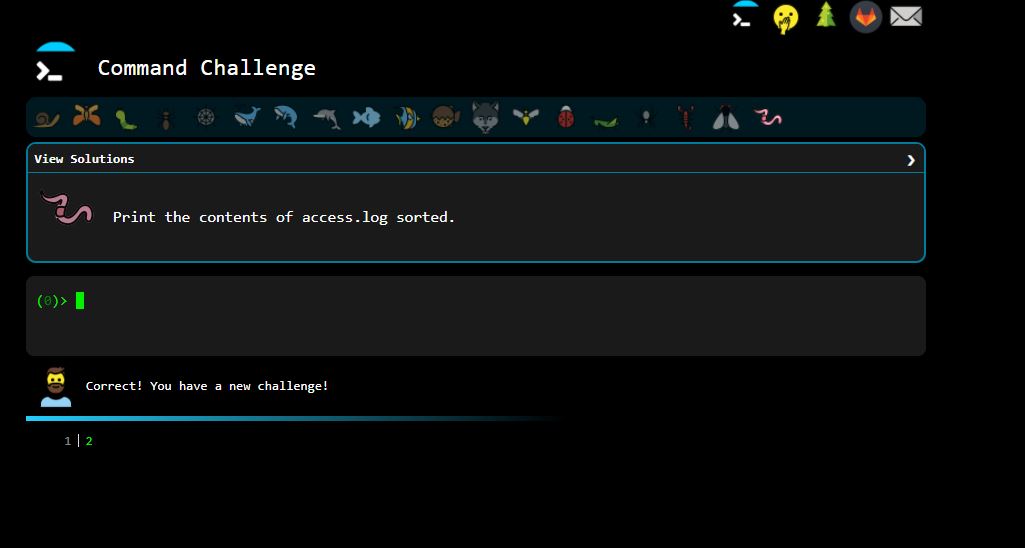 Command Challenge
View Solutions
Print the contents of access.log sorted.
(0)>
Correct! You have a new challenge!
1 | 2